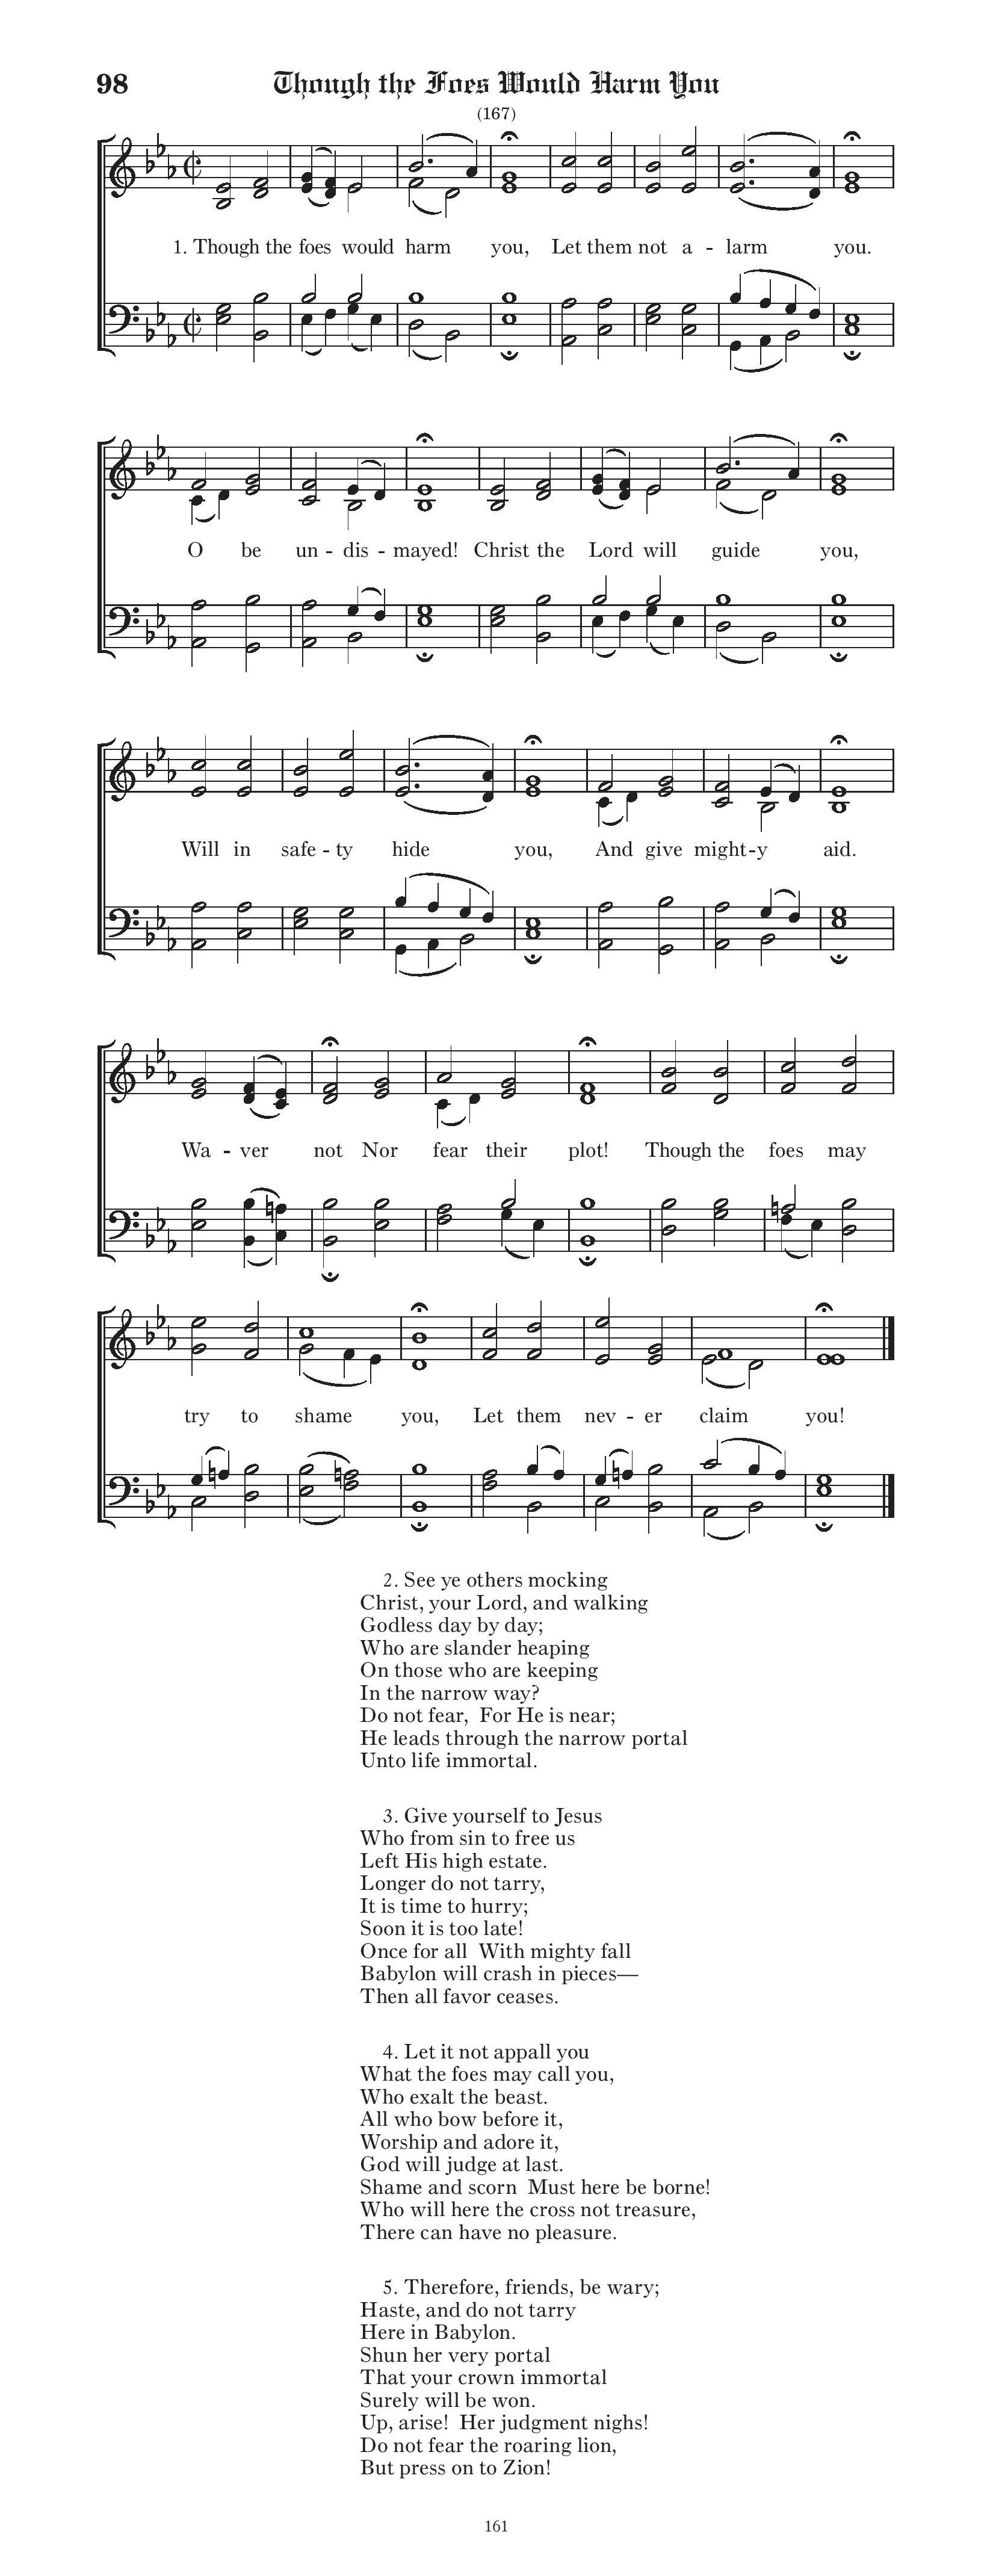 98 Though the Foes Would Harm You
(167)
1. Though the foes would harm you, Let them not a - larm you.
O be un - dis - mayed! Christ the Lord will guide you,
Will in safe - ty hide you, And give might - y aid.
Wa - ver not Nor fear their plot! Though the foes may
try to shame you, Let them nev - er claim you!
2. See ye others mocking
Christ, your Lord, and walking
Godless day by day;
Who are slander heaping
On those who are keeping
In the narrow way?
Do not fear, For He is near;
He leads through the narrow portal
Unto life immortal.
3. Give yourself to Jesus
Who from sin to free us
Left His high estate.
Longer do not tarry,
It is time to hurry;
Soon it is too late!
Once for all With mighty fall
Babylon will crash in pieces—
Then all favor ceases.
4. Let it not appall you
What the foes may call you,
Who exalt the beast.
All who bow before it,
Worship and adore it,
God will judge at last.
Shame and scorn Must here be borne!
Who will here the cross not treasure,
There can have no pleasure.
5. Therefore, friends, be wary;
Haste, and do not tarry
Here in Babylon.
Shun her very portal
That your crown immortal
Surely will be won.
Up, arise! Her judgment nighs!
Do not fear the roaring lion,
But press on to Zion!
161